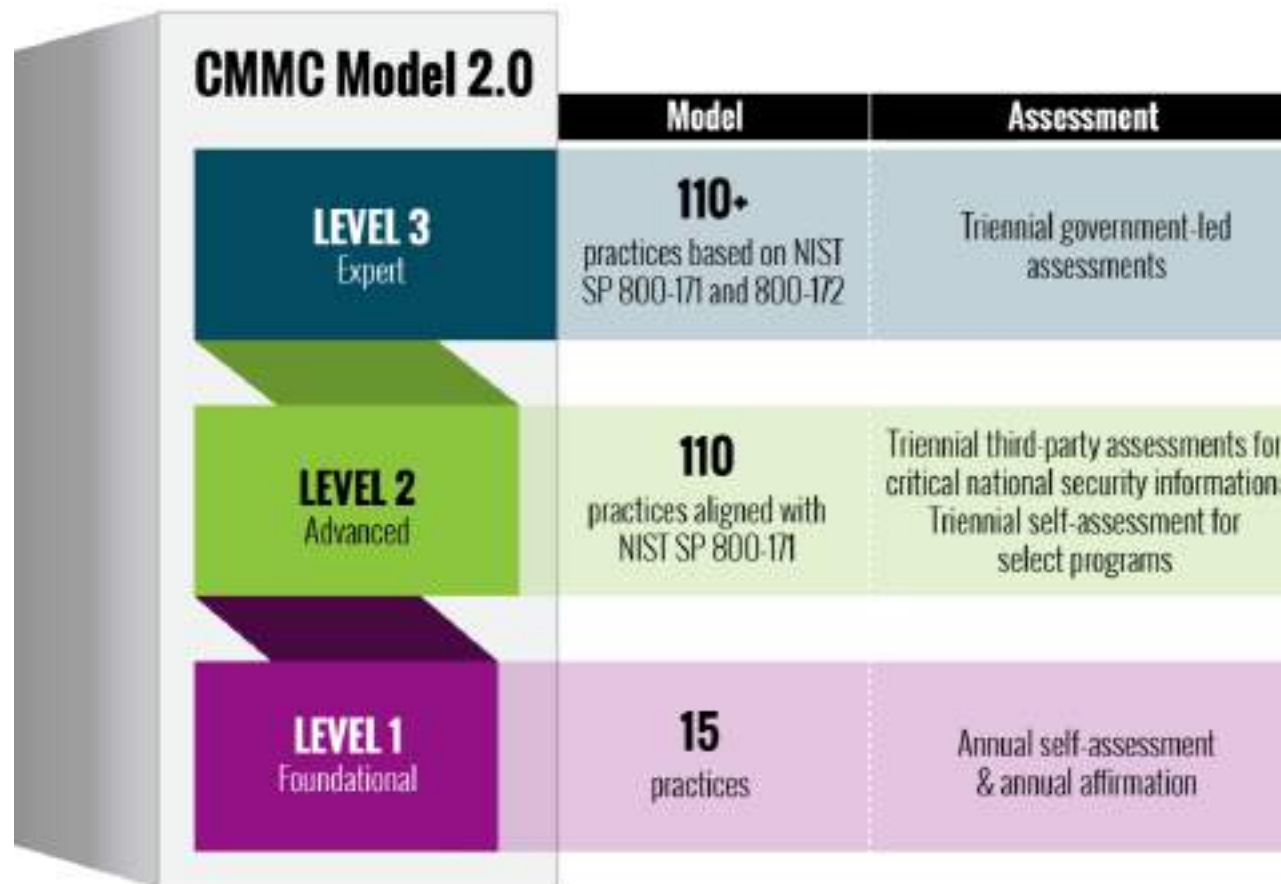 CMMC Model 2.0
Model
Assessment
LEVEL 3
Expert
110+
practices based on NIST
SP 800-171 and 800-172
Triennial government-led
assessments
LEVEL 2
Advanced
110
practices aligned with
NIST SP 800-171
Triennial third-party assessments for
critical national security information
Triennial self-assessment for
select programs
LEVEL 1
Foundational
15
practices
Annual self-assessment
& annual affirmation